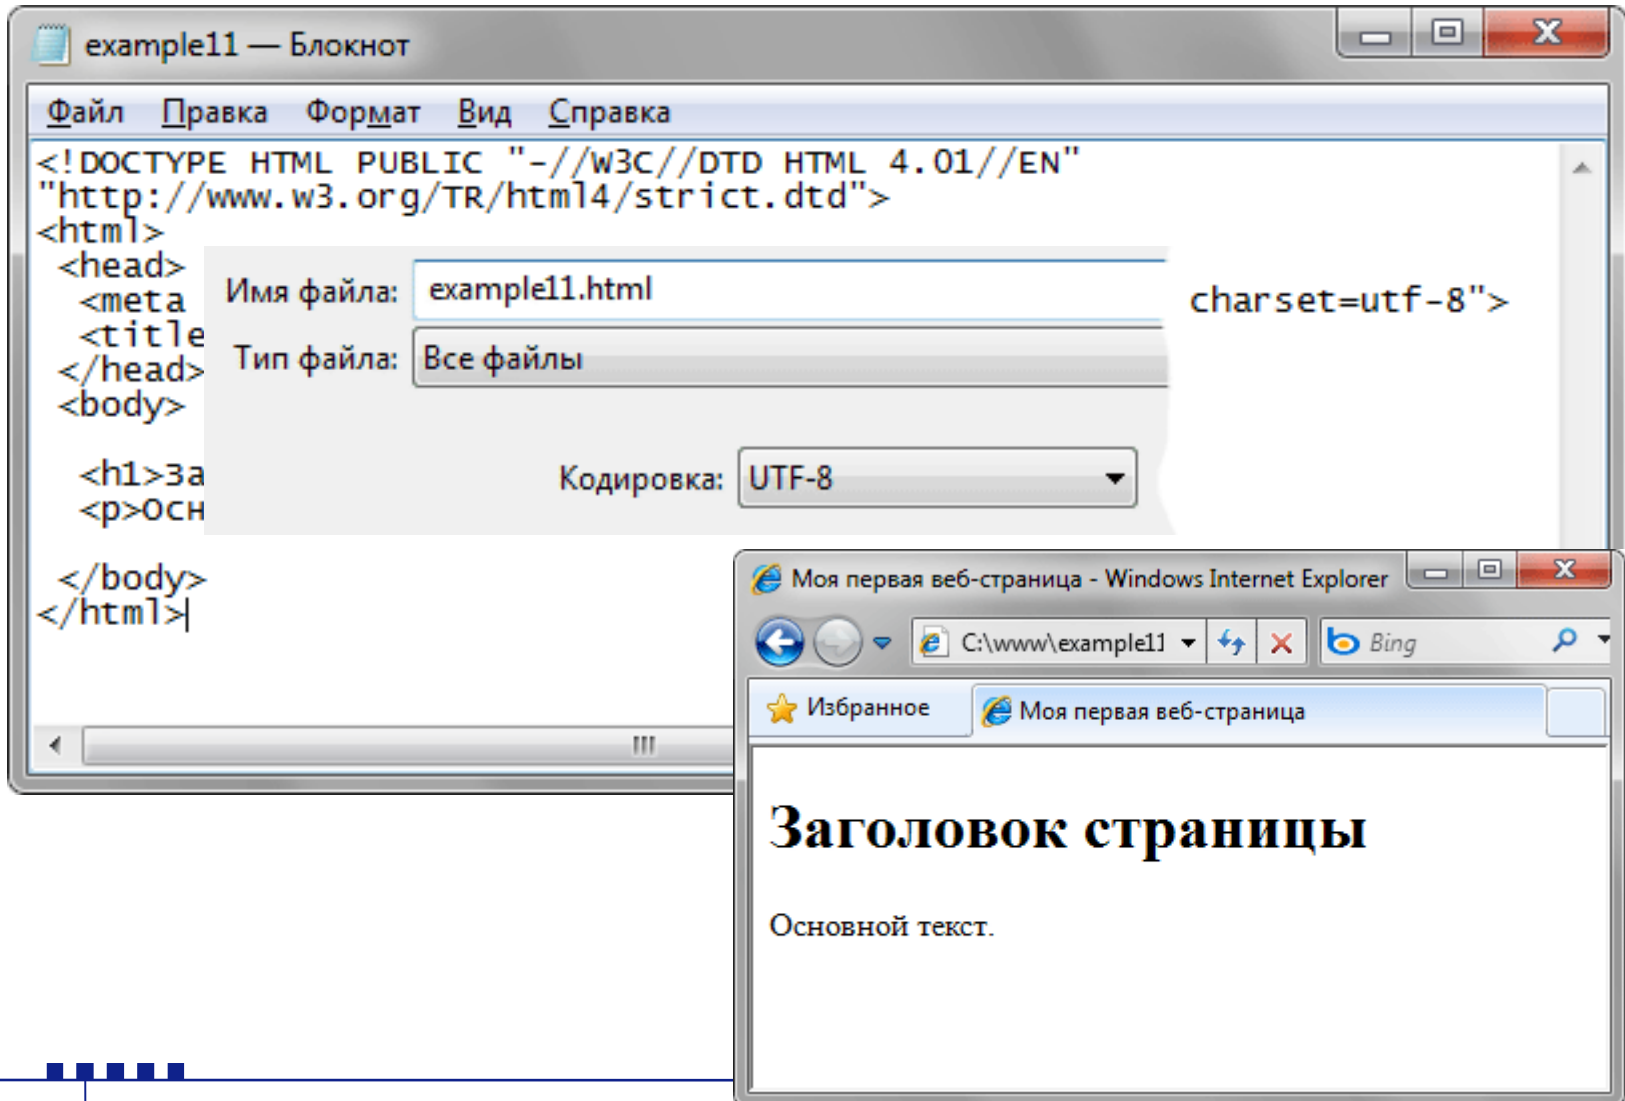 example11 — Блокнот
Файл Правка Формат Вид Справка
<!DOCTYPE HTML PUBLIC "-//W3C//DTD HTML 4.01//EN"
"http://www.w3.org/TR/html4/strict.dtd">
<html>
<head>
<meta charset=utf-8">
<title
</head>
<body>
<h1>За
<p>Осн
</body>
</html>
Имя файла: example11.html
Тип файла: Все файлы
Кодировка: UTF-8
Моя первая веб-страница - Windows Internet Explorer
C:\www\example11 Bing
Избранное Моя первая веб-страница
Заголовок страницы
Основной текст.